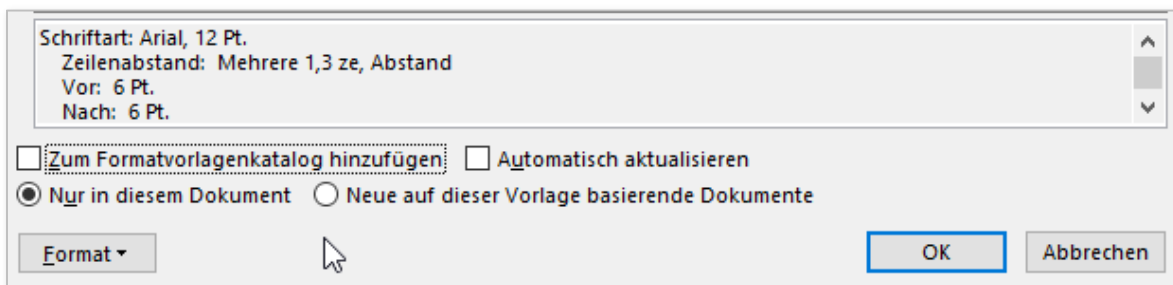 Schriftart: Arial, 12 Pt.
Zeilenabstand: Mehrere 1,3 ze, Abstand
Vor: 6 Pt.
Nach: 6 Pt.
Zum Formatvorlagenkatalog hinzufügen Automatisch aktualisieren
Nur in diesem Dokument Neue auf dieser Vorlage basierende Dokumente
Format OK Abbrechen